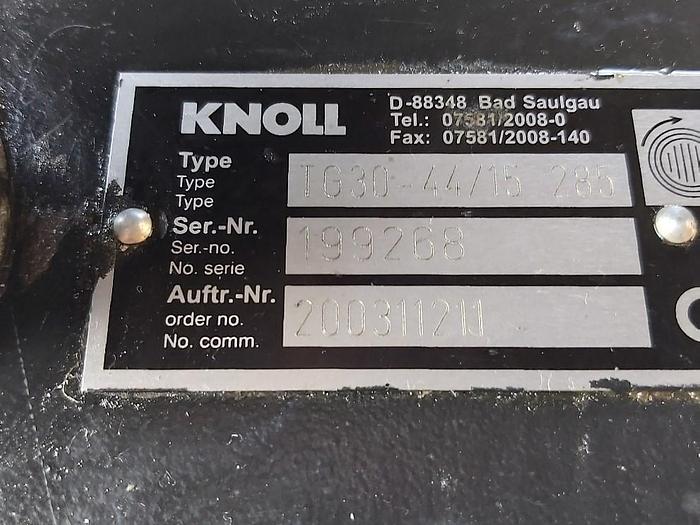 KNOLL
D-88348 Bad Saulgau
Tel.: 07581/2008-0
Fax: 07581/2008-140
Type
Type
Type
TG30-44/15 285
Ser.-Nr.
Ser.-no.
No. serie
199268
Auftr.-Nr.
order no.
No. comm.